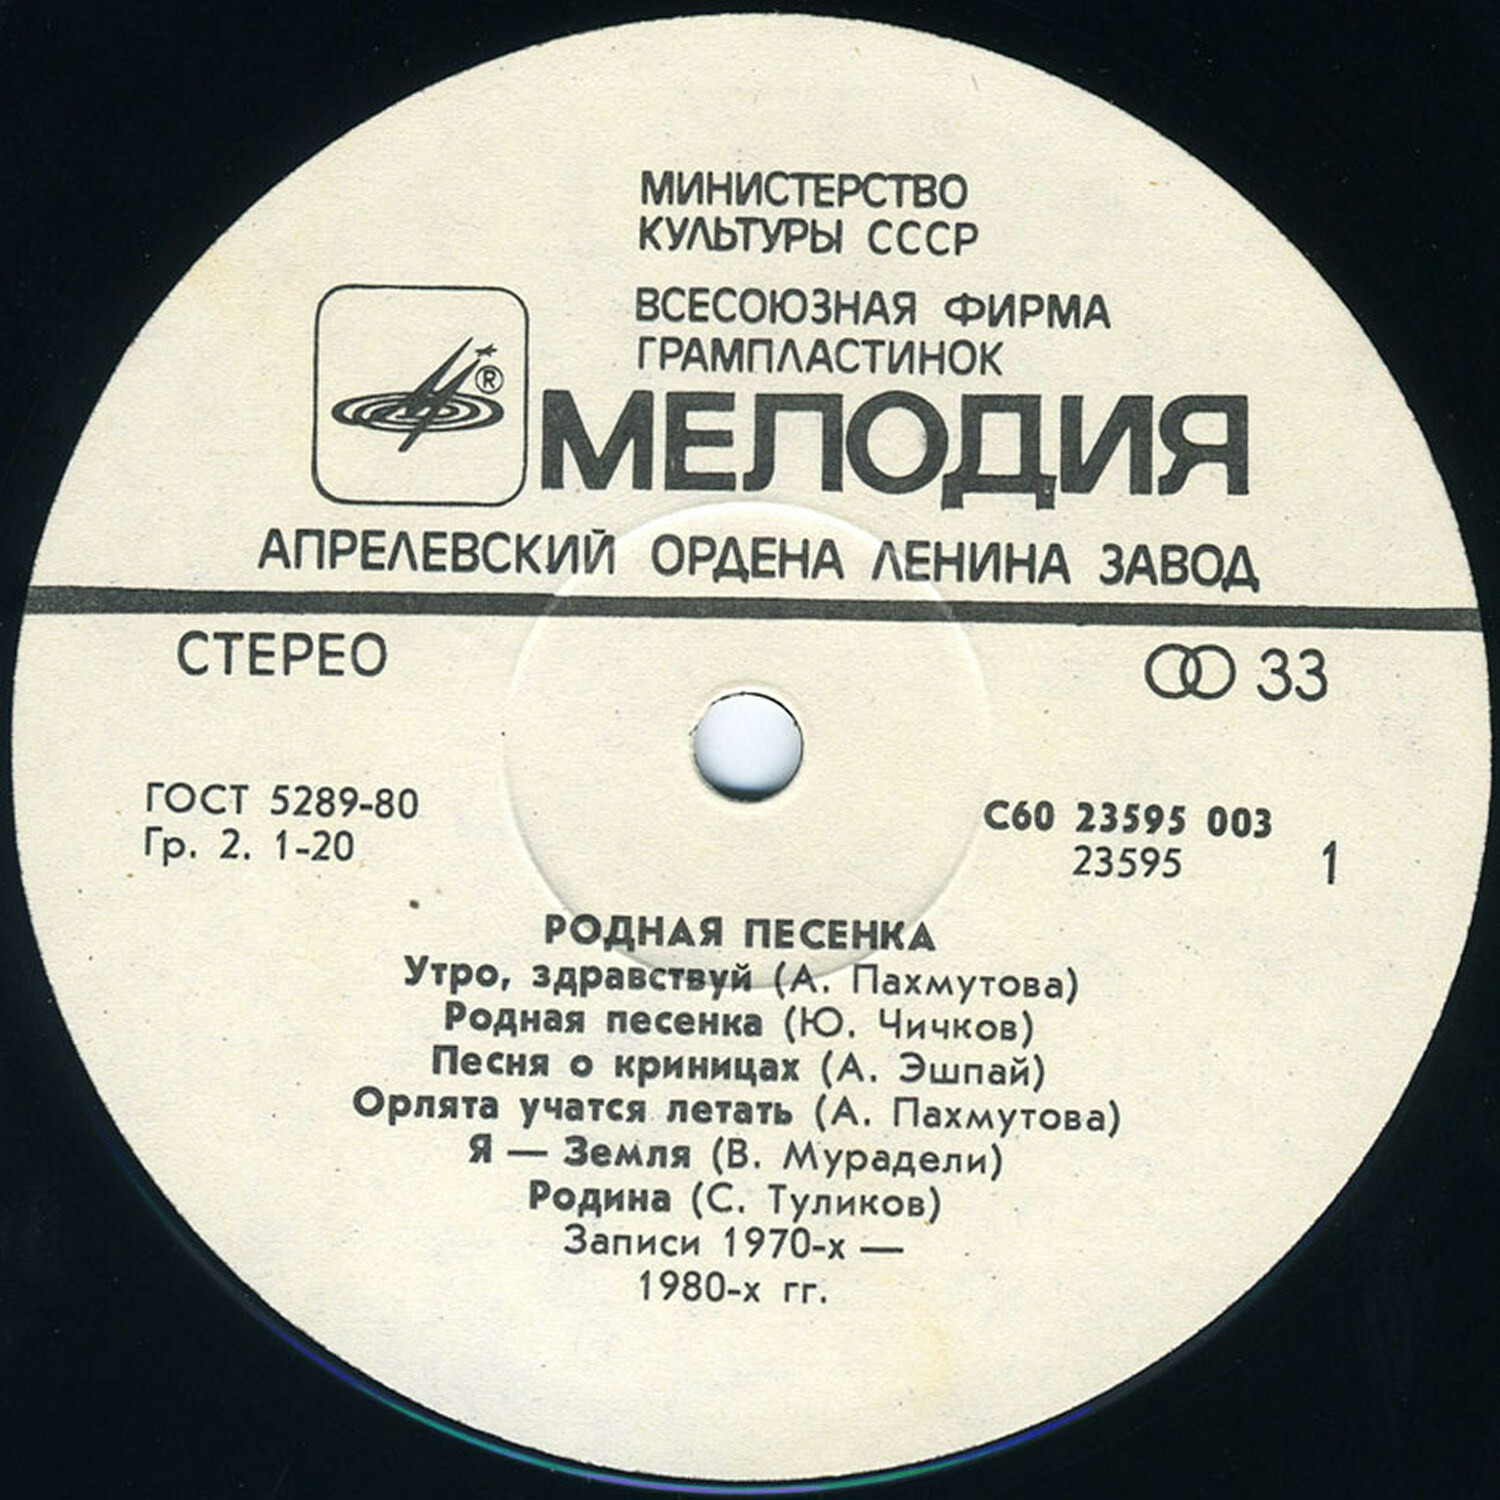 МИНИСТЕРСТВО
КУЛЬТУРЫ СССР
ВСЕСОЮЗНАЯ ФИРМА
ГРАМПЛАСТИНОК
®
МЕЛОДИЯ
АПРЕЛЕВСКИЙ ОРДЕНА ЛЕНИНА ЗАВОД
СТЕРЕО
33
ГОСТ 5289-80
Гр. 2. 1-20
С60 23595 003
23595
1
РОДНАЯ ПЕСЕНКА
Утро, здравствуй (А. Пахмутова)
Родная песенка (Ю. Чичков)
Песня о криницах (А. Эшпай)
Орлята учатся летать (А. Пахмутова)
Я — Земля (В. Мурадели)
Родина (С. Туликов)
Записи 1970-х —
1980-х гг.